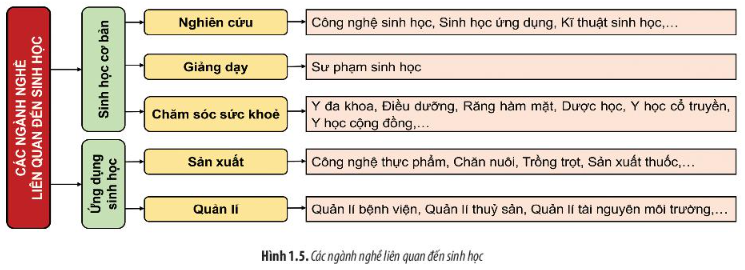 CÁC NGÀNH NGHỀ
LIÊN QUAN ĐẾN SINH HỌC
Sinh học cơ bản
Nghiên cứu
Công nghệ sinh học, Sinh học ứng dụng, Kĩ thuật sinh học,...
Giảng dạy
Sư phạm sinh học
Chăm sóc sức khoẻ
Y đa khoa, Điều dưỡng, Răng hàm mặt, Dược học, Y học cổ truyền,
Y học cộng đồng,...
Ứng dụng
sinh học
Sản xuất
Công nghệ thực phẩm, Chăn nuôi, Trồng trọt, Sản xuất thuốc,...
Quản lí
Quản lí bệnh viện, Quản lí thuỷ sản, Quản lí tài nguyên môi trường,...
Hình 1.5. Các ngành nghề liên quan đến sinh học